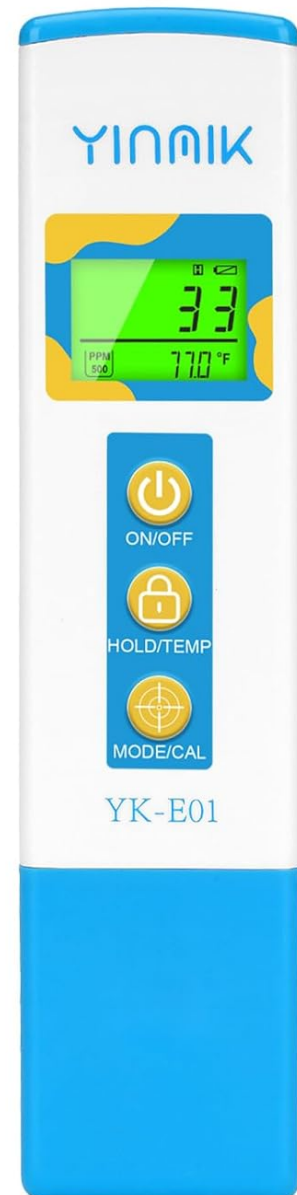 YINMIK
H
33
PPM
500
77.0 °F
ON/OFF
HOLD/TEMP
MODE/CAL
YK-E01